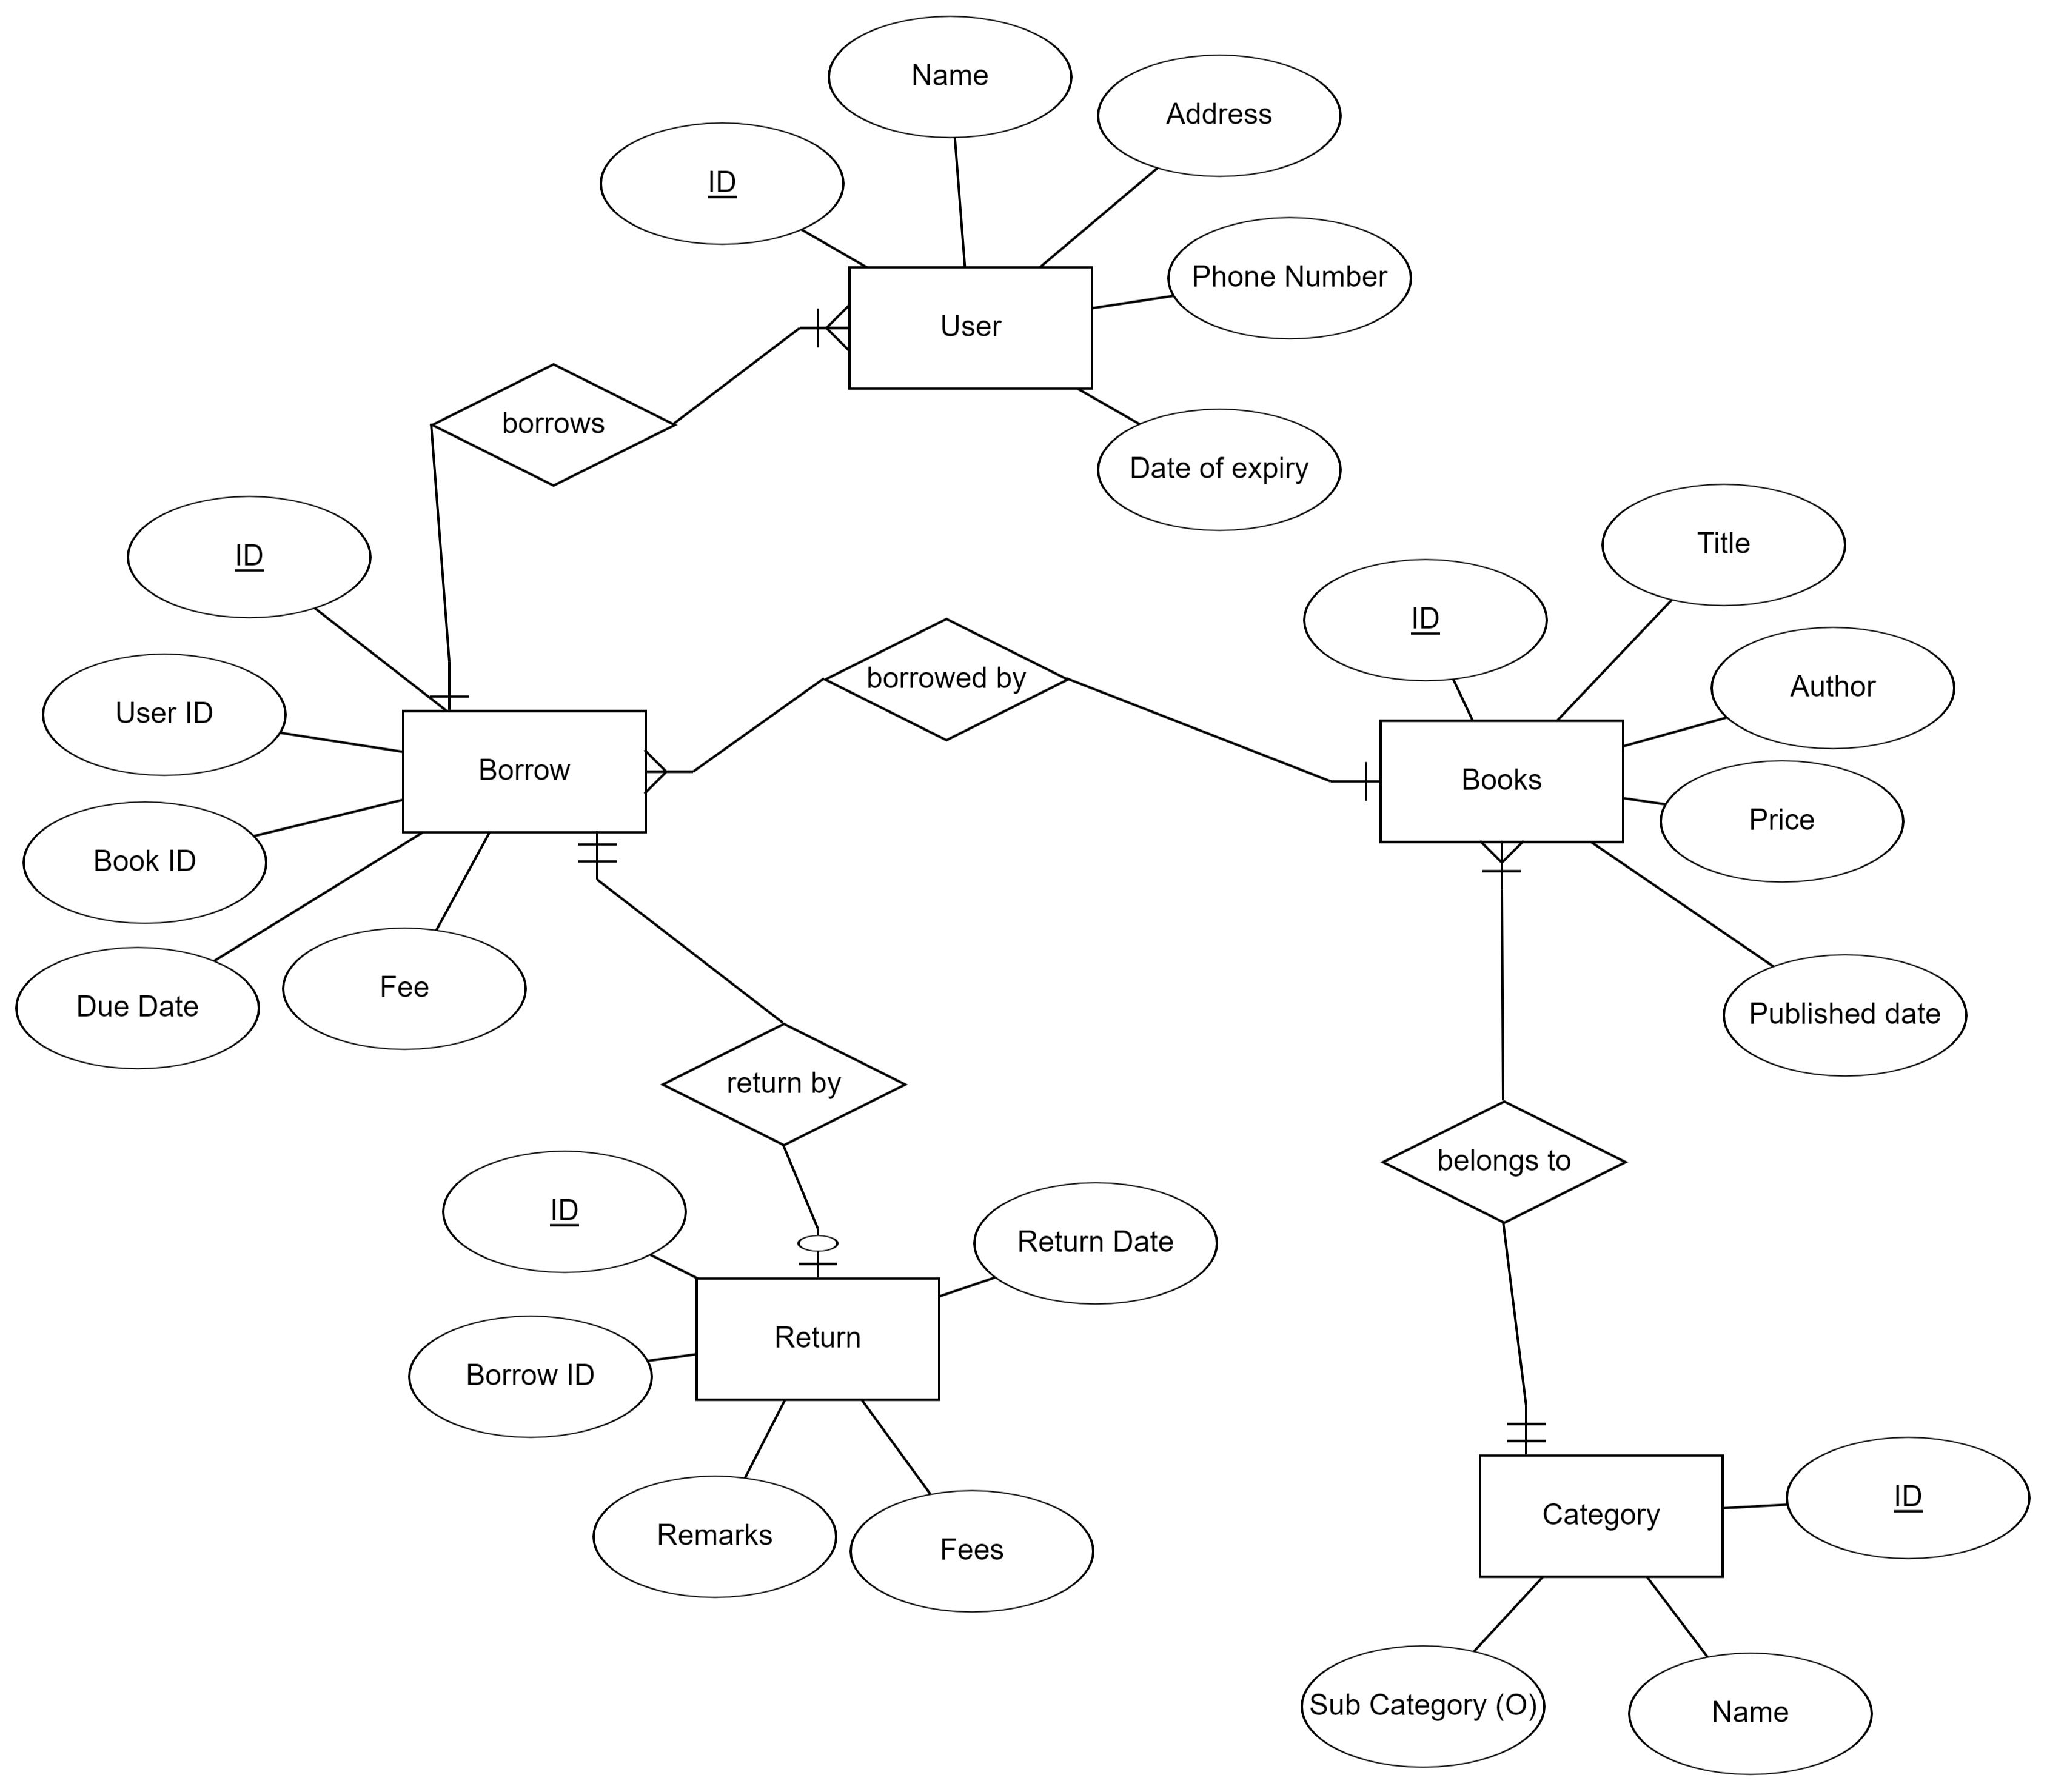 Name
Address
ID
Phone Number
User
borrows
Date of expiry
Title
ID
ID
Author
User ID
borrowed by
Borrow
Books
Price
Book ID
Due Date
Fee
Published date
return by
belongs to
ID
Return Date
Return
Borrow ID
Remarks
Fees
Category
ID
Sub Category (O)
Name